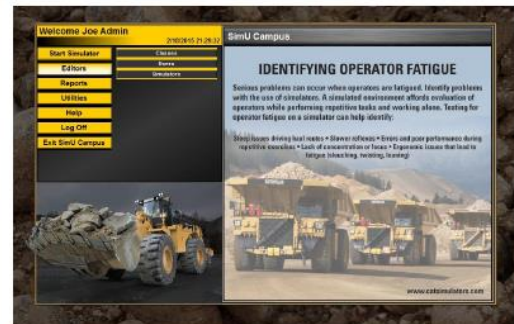 Welcome Joe Admin
2/10/2015 21:29:32
SimU Campus
Start Simulator
Editors
Reports
Utilities
Help
Log Off
Exit SimU Campus
Classes
Users
Simulators
IDENTIFYING OPERATOR FATIGUE
Serious problems can occur when operators are fatigued. Identify problems
with the use of simulators. A simulated environment affords evaluation of
operators while performing repetitive tasks and working alone. Testing for
operator fatigue on a simulator can help identify:
Sleep issues driving haul routes • Slower reflexes • Errors and poor performance during
repetitive exercises • Lack of concentration or focus • Ergonomic issues that lead to
fatigue (slouching, twisting, leaning)
www.catsimulators.com